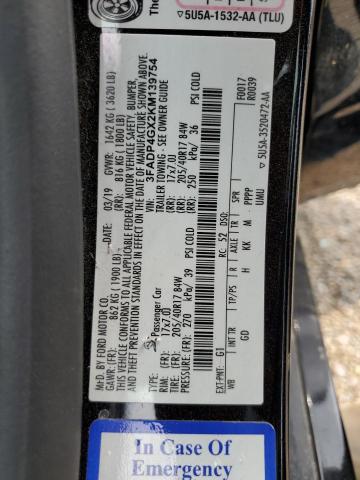 The
▽ 5U5A-1532-AA (TLU)
MFD. BY FORD MOTOR CO.
03/19 GVWR: 1642 KG ( 3620 LB)
GAWR: (FR): 862 KG (1900 LB) (RR): 816 KG ( 1800 LB)
THIS VEHICLE CONFORMS TO ALL APPLICABLE FEDERAL MOTOR VEHICLE SAFETY, BUMPER,
AND THEFT PREVENTION STANDARDS IN EFFECT ON THE DATE OF MANUFACTURE SHOWN ABOVE.
3FADP4GX2KM139754
TYPE: Passenger Car TRAILER TOWING - SEE OWNER GUIDE
RIM: (FR): 17x7.0J (RR): 17x7.0J
TIRE: (FR): 205/40R17 84W (RR): 205/40R17 84W
PRESSURE: (FR): 270 kPa/ 39 PSI COLD (RR): 250 kPa/ 36 PSI COLD
EXT-PNT: G1 RC: 52 DSO: F0017
R0039
WB INT TR TP/PS R AXLE TR SPR
GD H KK M PPPP UMU
▽ 5U5A-3520472-AA
In Case Of
Emergency